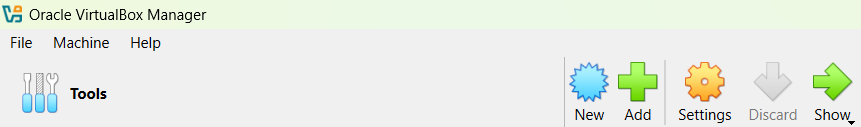 Oracle VirtualBox Manager
File Machine Help
Tools
New Add Settings Discard Show